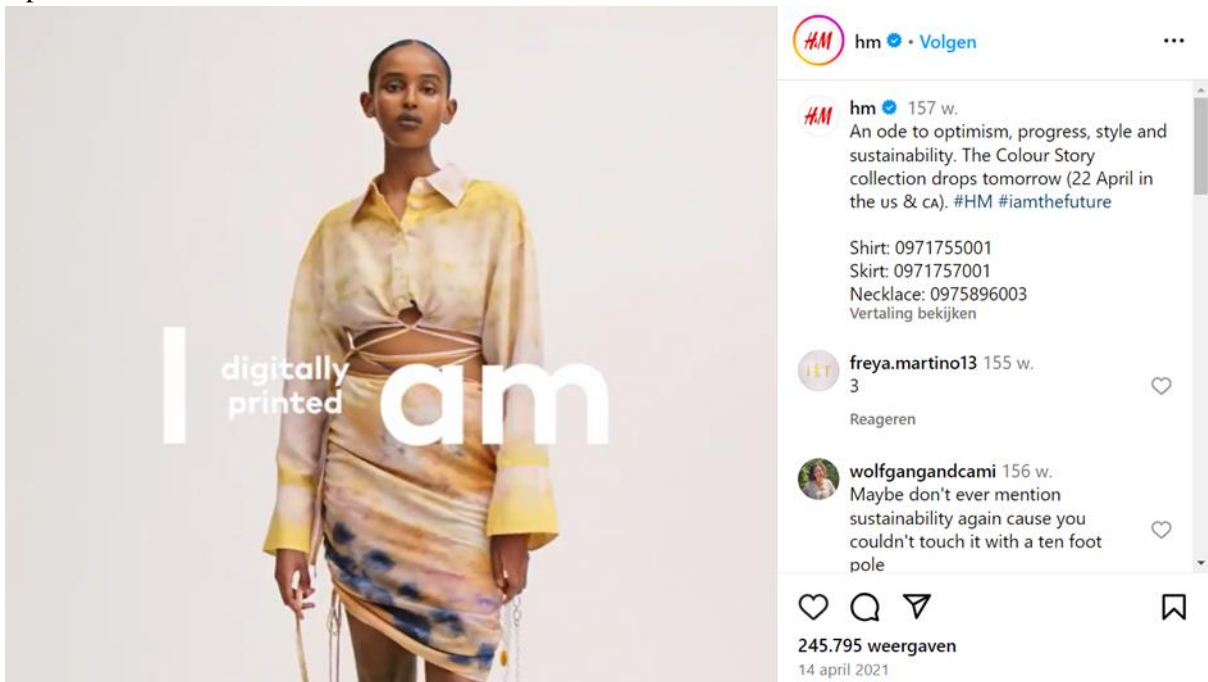 I digitally printed am
H&M hm • Volgen
H&M hm 157 w.
An ode to optimism, progress, style and
sustainability. The Colour Story
collection drops tomorrow (22 April in
the us & CA). #HM #iamthefuture
Shirt: 0971755001
Skirt: 0971757001
Necklace: 0975896003
Vertaling bekijken
freya.martino13 155 w.
3
Reageren
wolfgangandcami 156 w.
Maybe don't ever mention
sustainability again cause you
couldn't touch it with a ten foot
pole
245.795 weergaven
14 april 2021